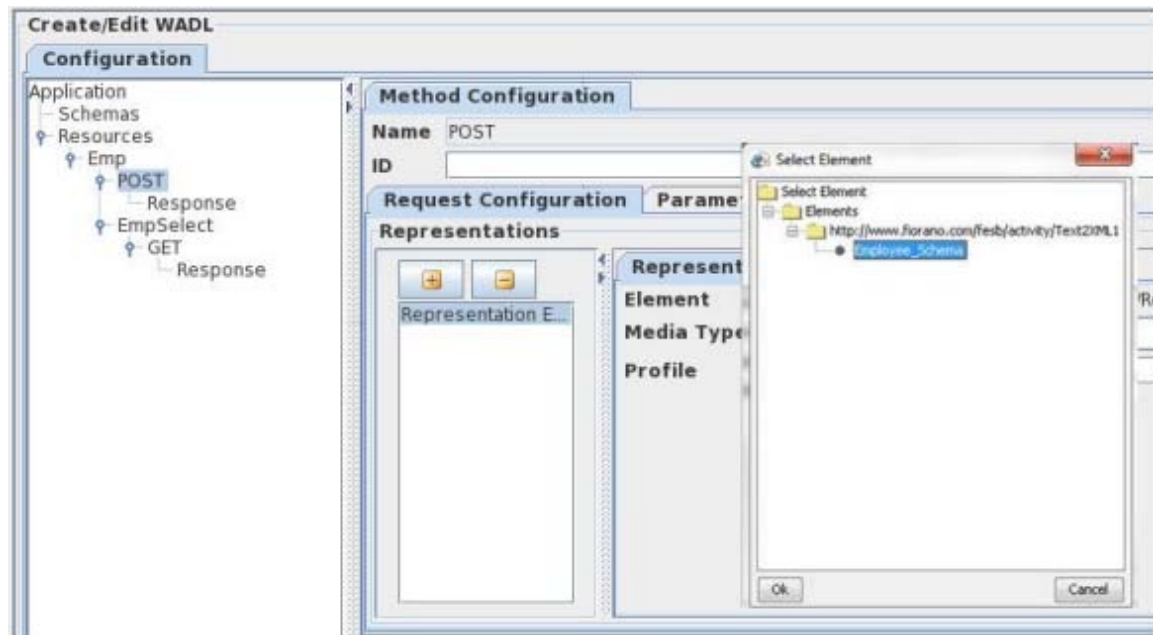 Create/Edit WADL
Configuration
Application
Schemas
Resources
Emp
POST
Response
EmpSelect
GET
Response
Method Configuration
Name POST
ID
Request Configuration
Parame
Representations
Representation E...
Represent
Element
Media Type
Profile
Select Element
Select Element
Elements
http://www.fiorano.com/fesb/activity/Text2XML1
Employee_Schema
Ok
Cancel